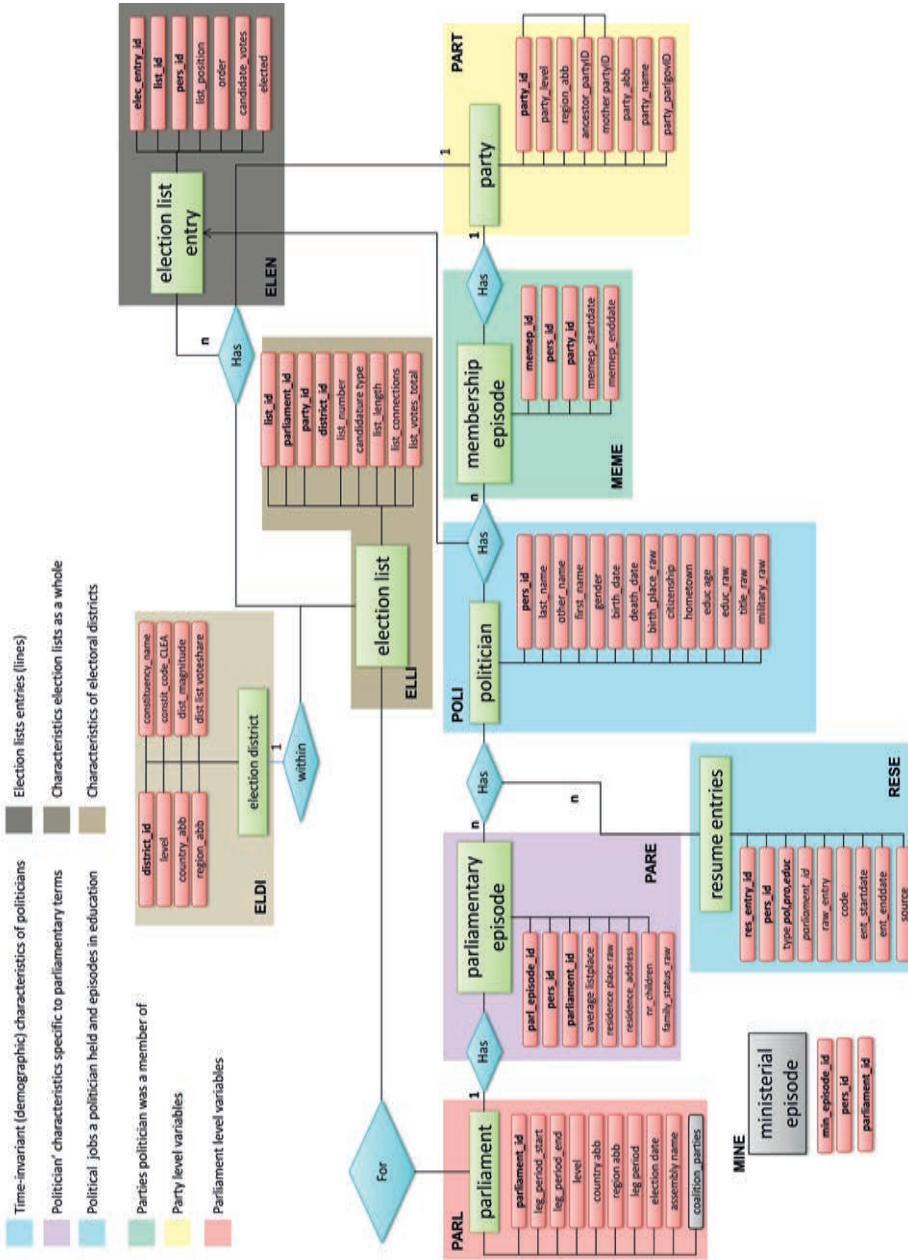 Time-invariant (demographic) characteristics of politicians
Politician' characteristics specific to parliamentary terms
Political jobs a politician held and episodes in education
Parties politician was a member of
Party level variables
Parliament level variables
Election lists entries (lines)
Characteristics election lists as a whole
Characteristics of electoral districts
ELDI
district_id
level
country_abb
region_abb
constituency_name
constit_code_CLEA
dist_magnitude
dist list voteshare
election district
1
within
ELEN
election list
entry
elec_entry_id
list_id
pers_id
list_position
order
candidate_votes
elected
n
Has
1
ELLI
election list
list_id
parliament_id
party_id
district_id
list_number
candidature type
list_length
list_connections
list_votes_total
For
PARL
parliament
parliament_id
leg_period_start
leg_period_end
level
country abb
region abb
leg period
election date
assembly name
coalition_parties
1
Has
n
PARE
parliamentary
episode
parl_episode_id
pers_id
parliament_id
average listplace
residence place raw
residence_address
nr_children
family_status_raw
Has
n
POLI
politician
pers_id
last_name
other_name
first_name
gender
birth_date
death_date
birth_place_raw
citizenship
hometown
educ age
educ_raw
title_raw
military_raw
Has
n
MEME
membership
episode
memep_id
pers_id
party_id
memep_startdate
memep_enddate
Has
1
PART
party
party_id
party_level
region_abb
ancestor_partyID
mother partyID
party_abb
party_name
party_parlgovID
MINE
ministerial
episode
min_episode_id
pers_id
parliament_id
RESE
resume entries
res_entry_id
pers_id
type pol,pro,educ
parliament_id
raw_entry
code
ent_startdate
ent_enddate
source